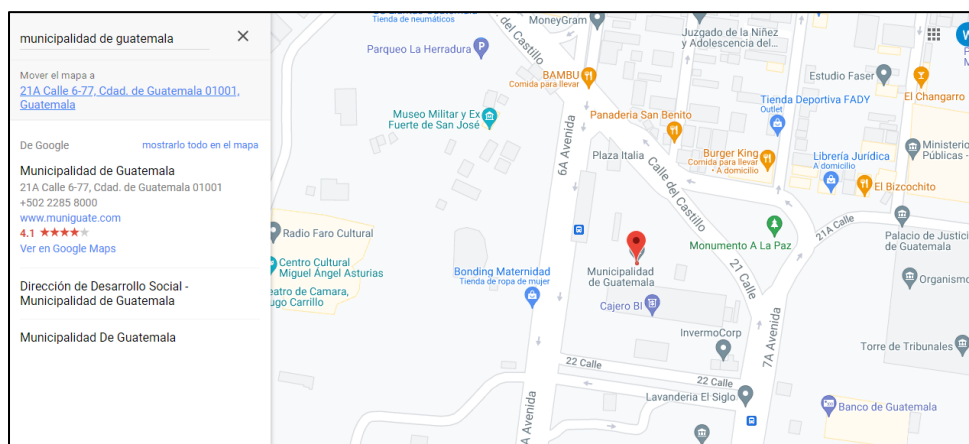 municipalidad de guatemala
Mover el mapa a
21A Calle 6-77, Cdad. de Guatemala 01001,
Guatemala
De Google
mostrarlo todo en el mapa
Municipalidad de Guatemala
21A Calle 6-77, Cdad. de Guatemala 01001
+502 2285 8000
www.muniguate.com
4.1
Ver en Google Maps
Dirección de Desarrollo Social -
Municipalidad de Guatemala
Municipalidad De Guatemala
Tienda de neumáticos
MoneyGram
Parqueo La Herradura
P
Calle del Castillo
Juzgado de la Niñez
y Adolescencia del...
BAMBU
Comida para llevar
Estudio Faser
El Changarro
Museo Militar y Ex
Fuerte de San José
Panaderia San Benito
Tienda Deportiva FADY
Outlet
Ministerio
Públicas -
6A Avenida
Plaza Italia
Calle del Castillo
Burger King
Comida para llevar
• A domicilio
Librería Jurídica
A domicilio
El Bizcochito
Radio Faro Cultural
Monumento A La Paz
21A Calle
Palacio de Justici
de Guatemala
Centro Cultural
Miguel Ángel Asturias
eatro de Camara,
ugo Carrillo
Bonding Maternidad
Tienda de ropa de mujer
Municipalidad
de Guatemala
21 Calle
Organismo
Cajero BI
InvermoCorp
7A Avenida
Torre de Tribunales
22 Calle
22 Calle
Lavanderia El Siglo
Banco de Guatemala
A Avenida